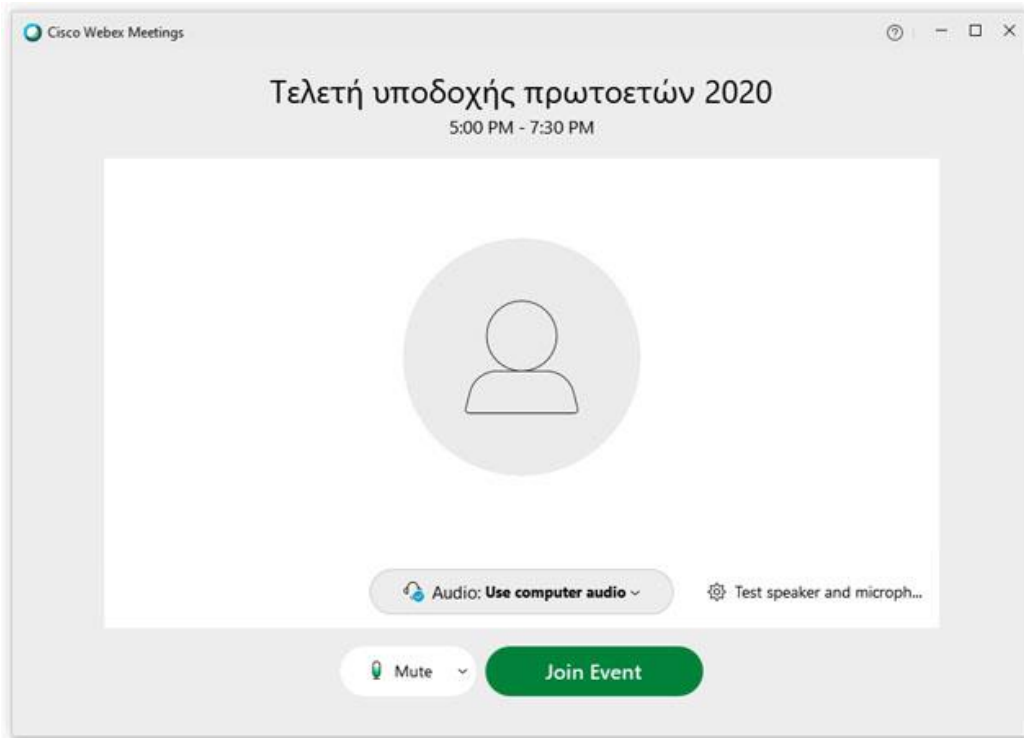 Cisco Webex Meetings
Τελετή υποδοχής πρωτοετών 2020
5:00 PM - 7:30 PM
Audio: Use computer audio
Test speaker and microph...
Mute
Join Event